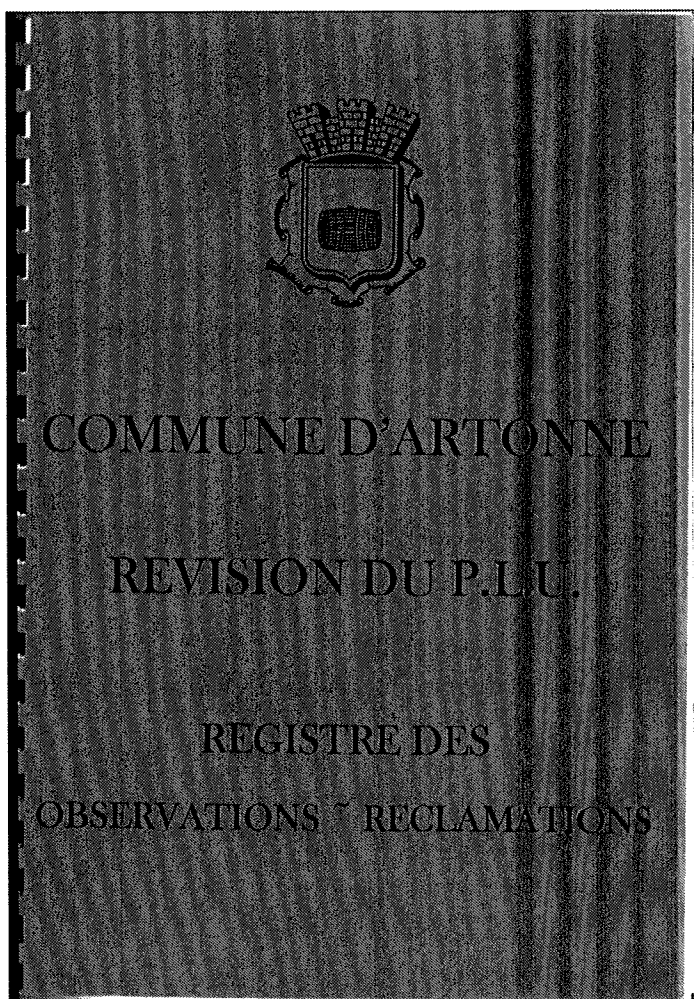 COMMUNE D'ARTONNE
REVISION DU P.L.U.
REGISTRE DES
OBSERVATIONS ~ RECLAMATIONS